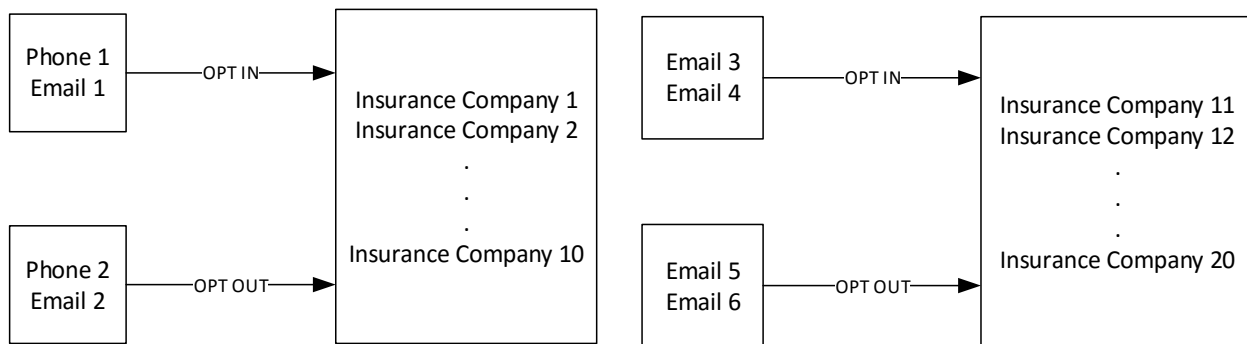 Phone 1
Email 1
OPT IN
Phone 2
Email 2
OPT OUT
Insurance Company 1
Insurance Company 2
.
.
.
Insurance Company 10
Email 3
Email 4
OPT IN
Email 5
Email 6
OPT OUT
Insurance Company 11
Insurance Company 12
.
.
.
Insurance Company 20